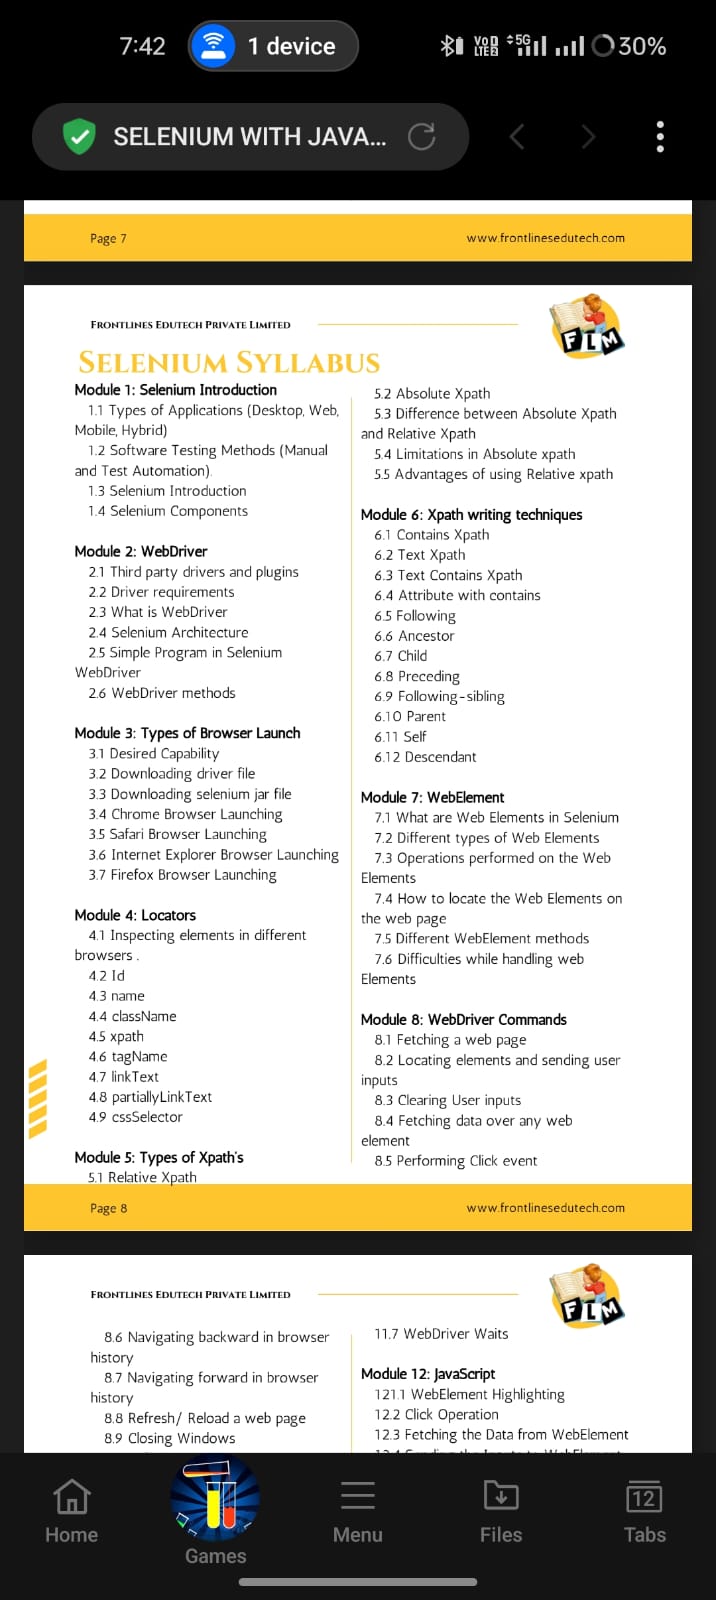 7:42
1 device
VoD
LTE2
5G
30%
SELENIUM WITH JAVA...
Page 7
www.frontlinesedutech.com
FRONTLINES EDUTECH PRIVATE LIMITED
FLM
SELENIUM SYLLABUS
Module 1: Selenium Introduction
1.1 Types of Applications (Desktop, Web,
Mobile, Hybrid)
1.2 Software Testing Methods (Manual
and Test Automation).
1.3 Selenium Introduction
1.4 Selenium Components
Module 2: WebDriver
2.1 Third party drivers and plugins
2.2 Driver requirements
2.3 What is WebDriver
2.4 Selenium Architecture
2.5 Simple Program in Selenium
WebDriver
2.6 WebDriver methods
Module 3: Types of Browser Launch
3.1 Desired Capability
3.2 Downloading driver file
3.3 Downloading selenium jar file
3.4 Chrome Browser Launching
3.5 Safari Browser Launching
3.6 Internet Explorer Browser Launching
3.7 Firefox Browser Launching
Module 4: Locators
4.1 Inspecting elements in different
browsers .
4.2 Id
4.3 name
4.4 className
4.5 xpath
4.6 tagName
4.7 linkText
4.8 partiallyLinkText
4.9 cssSelector
Module 5: Types of Xpath's
5.1 Relative Xpath
5.2 Absolute Xpath
5.3 Difference between Absolute Xpath
and Relative Xpath
5.4 Limitations in Absolute xpath
5.5 Advantages of using Relative xpath
Module 6: Xpath writing techniques
6.1 Contains Xpath
6.2 Text Xpath
6.3 Text Contains Xpath
6.4 Attribute with contains
6.5 Following
6.6 Ancestor
6.7 Child
6.8 Preceding
6.9 Following-sibling
6.10 Parent
6.11 Self
6.12 Descendant
Module 7: WebElement
7.1 What are Web Elements in Selenium
7.2 Different types of Web Elements
7.3 Operations performed on the Web
Elements
7.4 How to locate the Web Elements on
the web page
7.5 Different WebElement methods
7.6 Difficulties while handling web
Elements
Module 8: WebDriver Commands
8.1 Fetching a web page
8.2 Locating elements and sending user
inputs
8.3 Clearing User inputs
8.4 Fetching data over any web
element
8.5 Performing Click event
Page 8
www.frontlinesedutech.com
FRONTLINES EDUTECH PRIVATE LIMITED
FLM
8.6 Navigating backward in browser
history
8.7 Navigating forward in browser
history
8.8 Refresh/ Reload a web page
8.9 Closing Windows
11.7 WebDriver Waits
Module 12: JavaScript
121.1 WebElement Highlighting
12.2 Click Operation
12.3 Fetching the Data from WebElement
Home
Games
Menu
Files
12
Tabs